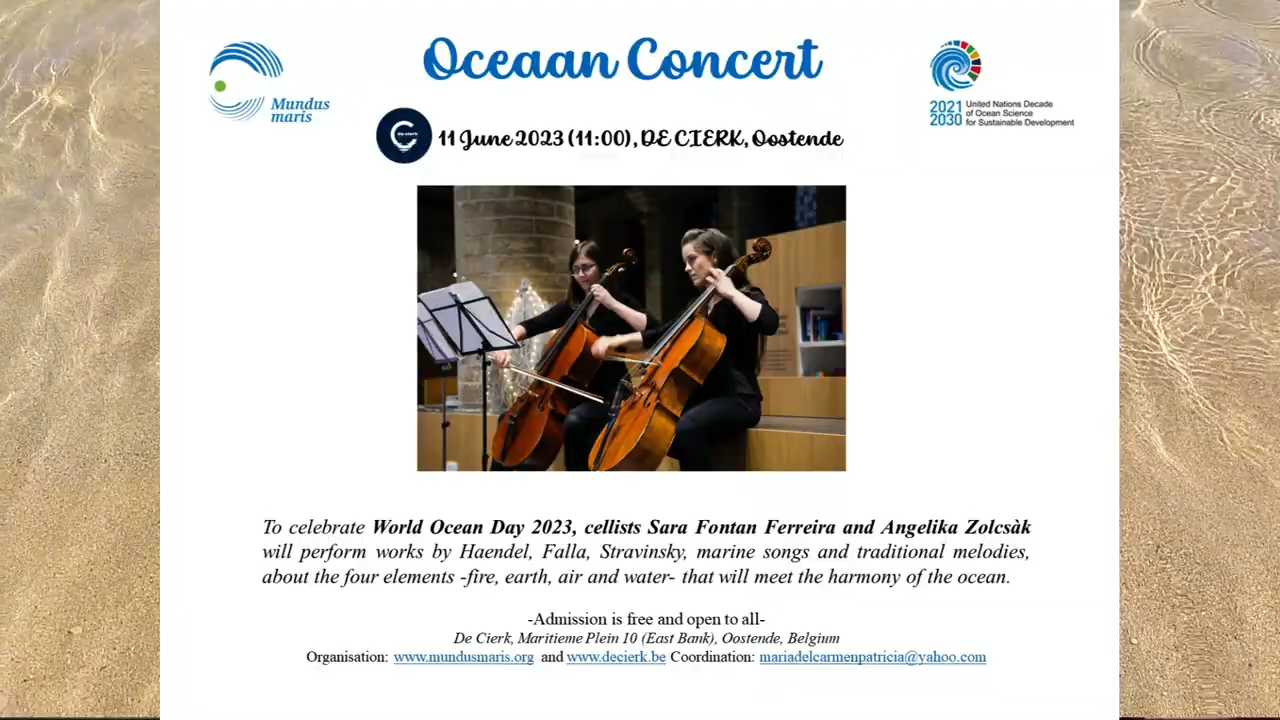 Oceaan Concert
Mundus
maris
2021
2030
United Nations Decade
of Ocean Science
for Sustainable Development
de cierk
11 June 2023 (11:00), DE CIERK, Oostende
To celebrate World Ocean Day 2023, cellists Sara Fontan Ferreira and Angelika Zolcsàk
will perform works by Haendel, Falla, Stravinsky, marine songs and traditional melodies,
about the four elements -fire, earth, air and water- that will meet the harmony of the ocean.
-Admission is free and open to all-
De Cierk, Maritieme Plein 10 (East Bank), Oostende, Belgium
Organisation: www.mundusmaris.org and www.decierk.be Coordination: mariadelcarmenpatricia@yahoo.com